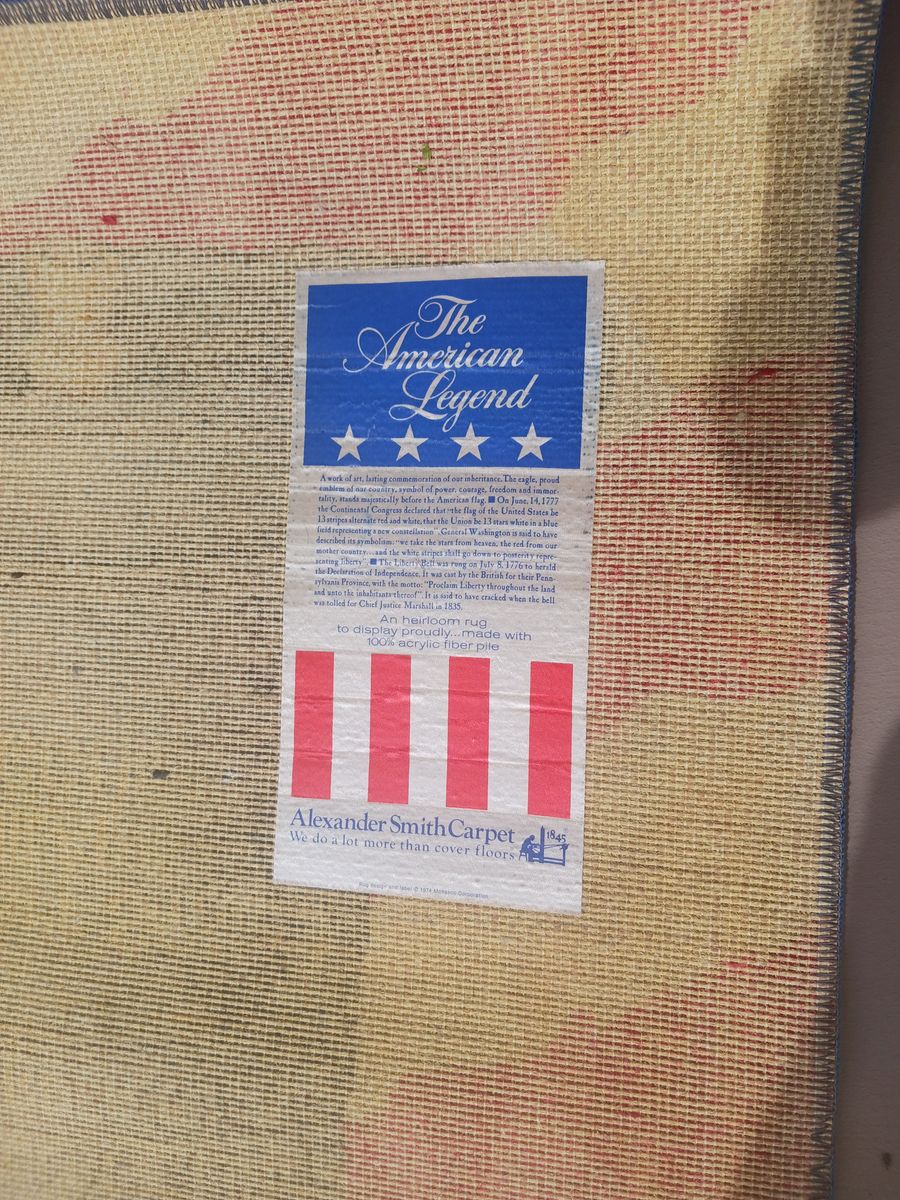 The
American
Legend
A work of art, lasting commemoration of our inheritance. The eagle, proud
emblem of our country, symbol of power, courage, freedom and immor-
tality, stands majestically before the American flag. ■ On June, 14, 1777
the Continental Congress declared that "the flag of the United States be
13 stripes alternate red and white, that the Union be 13 stars white in a blue
field representing a new constellation". General Washington is said to have
described its symbolism: "we take the stars from heaven, the red from our
mother country...and the white stripes shall go down to posterity repre-
senting liberty". ■ The Liberty Bell was rung on July 8, 1776 to herald
the Declaration of Independence. It was cast by the British for their Penn-
sylvania Province, with the motto: "Proclaim Liberty throughout the land
and unto the inhabitants thereof". It is said to have cracked when the bell
was tolled for Chief Justice Marshall in 1835.
An heirloom rug
to display proudly...made with
100% acrylic fiber pile
Alexander Smith Carpet
We do a lot more than cover floors
1845
Rug design and label © 1974 Mohasco Corporation